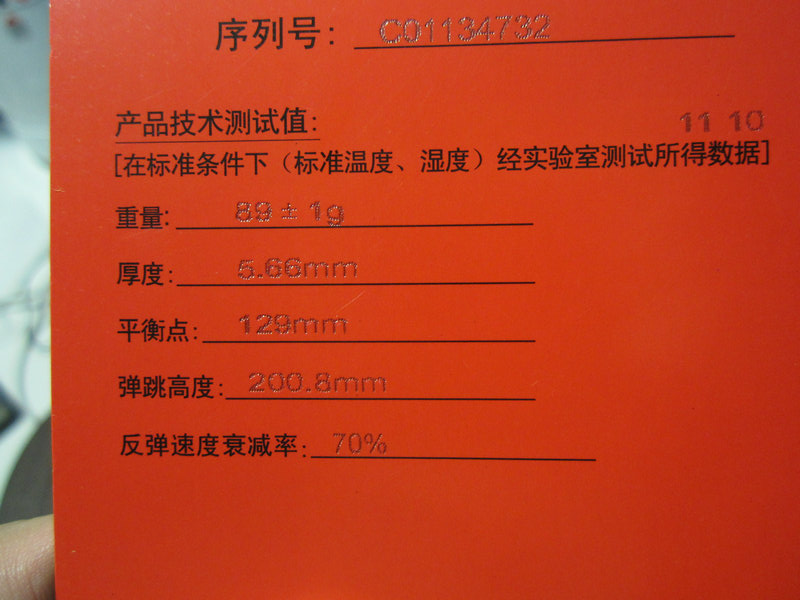 序列号: C01134732
产品技术测试值: 11 10
[在标准条件下（标准温度、湿度）经实验室测试所得数据]
重量: 89±1g
厚度: 5.66mm
平衡点: 129mm
弹跳高度: 200.8mm
反弹速度衰减率: 70%